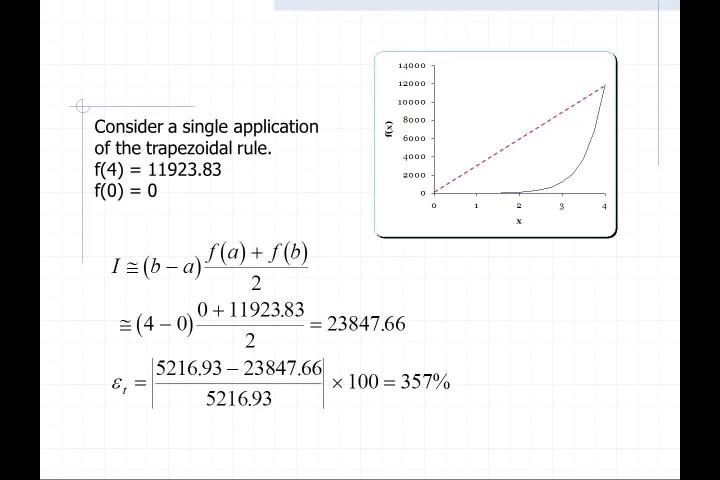 Consider a single application
of the trapezoidal rule.
f(4) = 11923.83
f(0) = 0
14000
12000
10000
8000
6000
4000
2000
0
f(x)
0 1 2 3 4
x
I ≅ (b − a) f(a) + f(b) / 2
≅ (4 − 0) 0 + 11923.83 / 2 = 23847.66
ε_t = | 5216.93 − 23847.66 / 5216.93 | × 100 = 357%